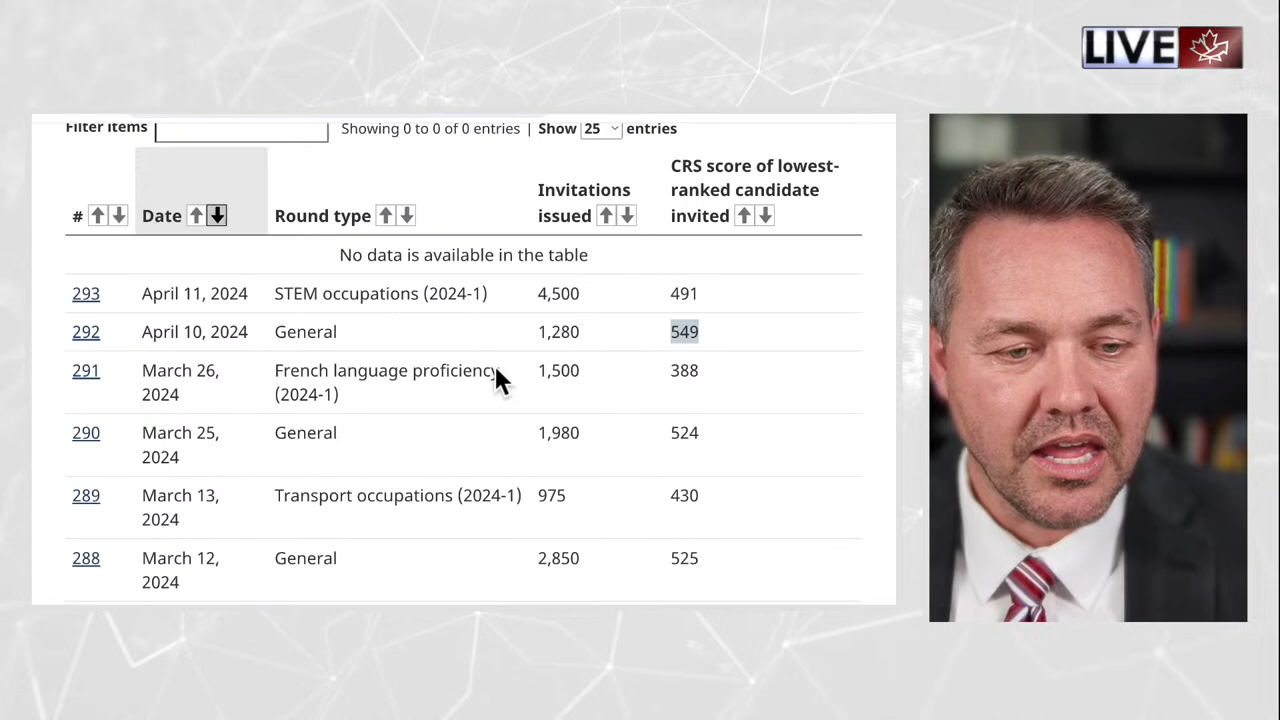 LIVE
Filter items Showing 0 to 0 of 0 entries | Show 25 entries
# Date Round type Invitations issued CRS score of lowest-ranked candidate invited
No data is available in the table
293 April 11, 2024 STEM occupations (2024-1) 4,500 491
292 April 10, 2024 General 1,280 549
291 March 26, 2024 French language proficiency (2024-1) 1,500 388
290 March 25, 2024 General 1,980 524
289 March 13, 2024 Transport occupations (2024-1) 975 430
288 March 12, 2024 General 2,850 525